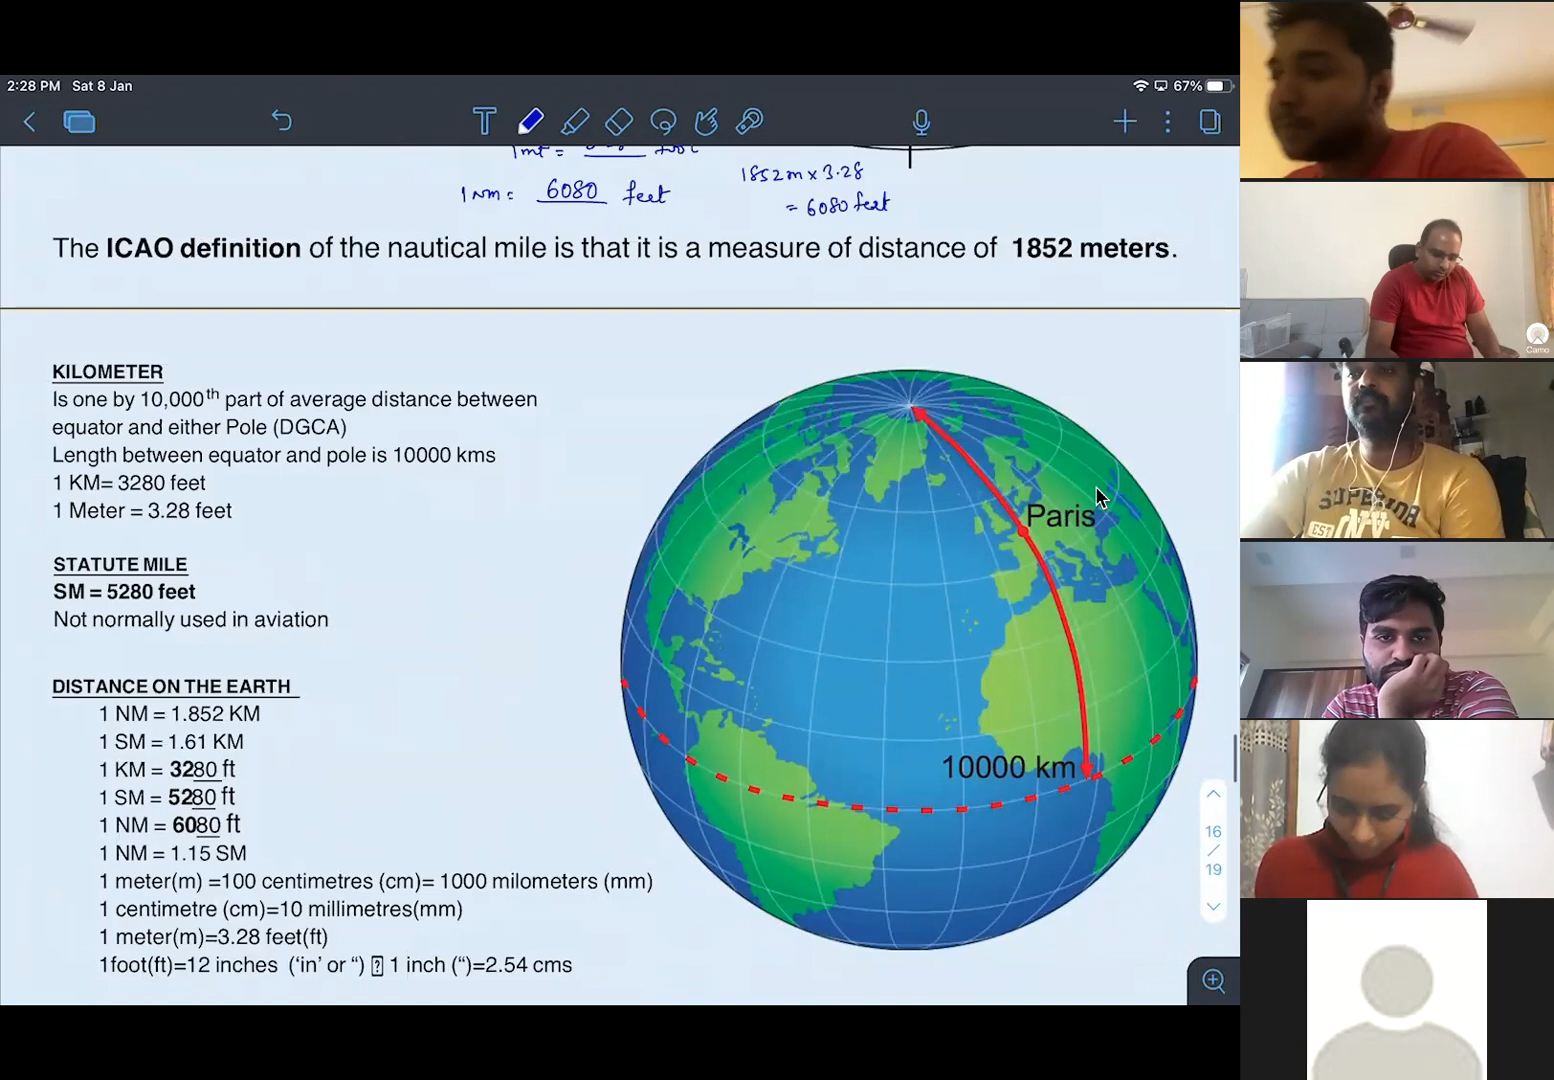 2:28 PM Sat 8 Jan
67%
1mt =
1 Nm = 6080 feet
1852 m x 3.28
= 6080 feet
The ICAO definition of the nautical mile is that it is a measure of distance of 1852 meters.
KILOMETER
Is one by 10,000th part of average distance between
equator and either Pole (DGCA)
Length between equator and pole is 10000 kms
1 KM= 3280 feet
1 Meter = 3.28 feet
STATUTE MILE
SM = 5280 feet
Not normally used in aviation
DISTANCE ON THE EARTH
1 NM = 1.852 KM
1 SM = 1.61 KM
1 KM = 3280 ft
1 SM = 5280 ft
1 NM = 6080 ft
1 NM = 1.15 SM
1 meter(m) =100 centimetres (cm)= 1000 milometers (mm)
1 centimetre (cm)=10 millimetres(mm)
1 meter(m)=3.28 feet(ft)
1foot(ft)=12 inches (‘in’ or “) ⍰ 1 inch (“)=2.54 cms
Paris
10000 km
16
/
19
Camo
SUPERIOR
EST